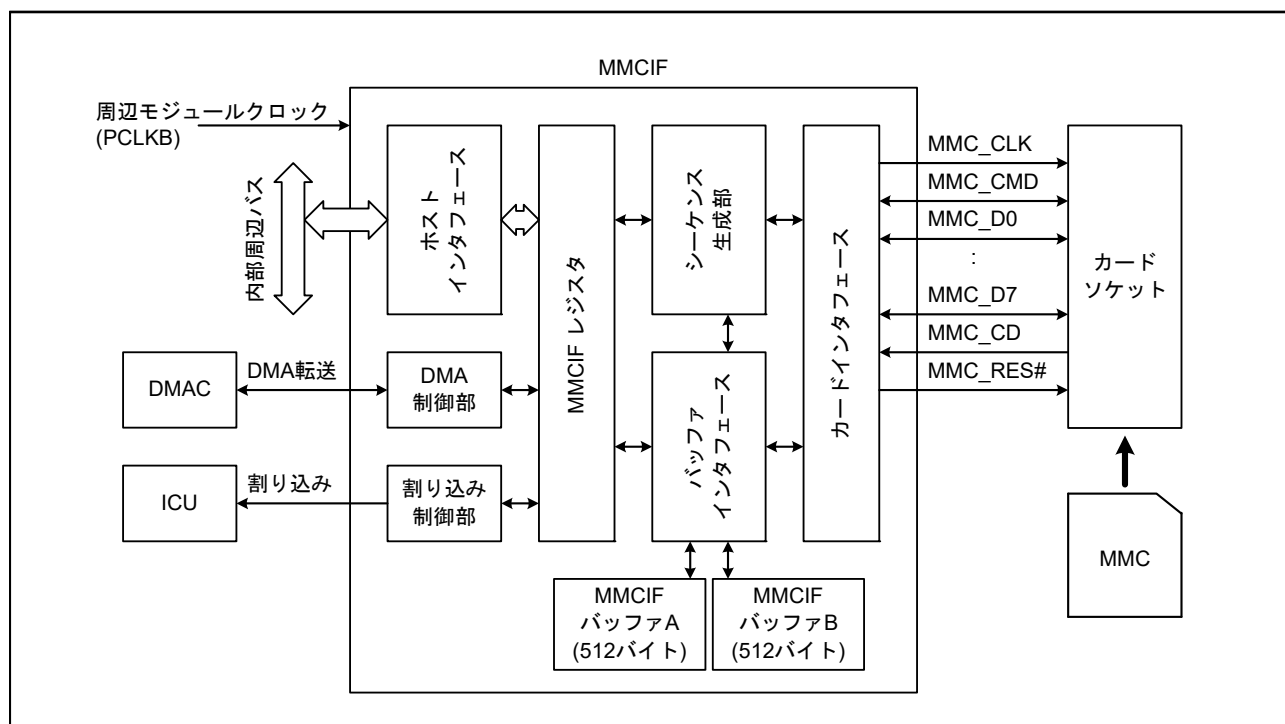 MMCIF
周辺モジュールクロック
(PCLKB)
内部周辺バス
ホスト
インタフェース
MMCIF レジスタ
シーケンス
生成部
カードインタフェース
MMC_CLK
MMC_CMD
MMC_D0
:
MMC_D7
MMC_CD
MMC_RES#
カード
ソケット
DMAC
DMA転送
DMA
制御部
バッファ
インタフェース
ICU
割り込み
割り込み
制御部
MMCIF
バッファA
(512バイト)
MMCIF
バッファB
(512バイト)
MMC